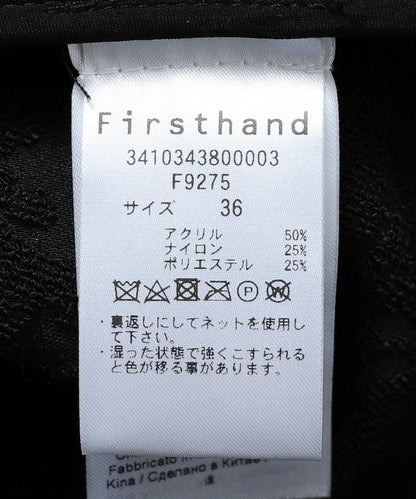 Firsthand
3410343800003
F9275
サイズ 36
アクリル 50%
ナイロン 25%
ポリエステル 25%
・裏返しにしてネットを使用し
て下さい。
・湿った状態で強くこすられる
と色が移る事があります。
Fabbricato in
Kina / Сделано в Китае